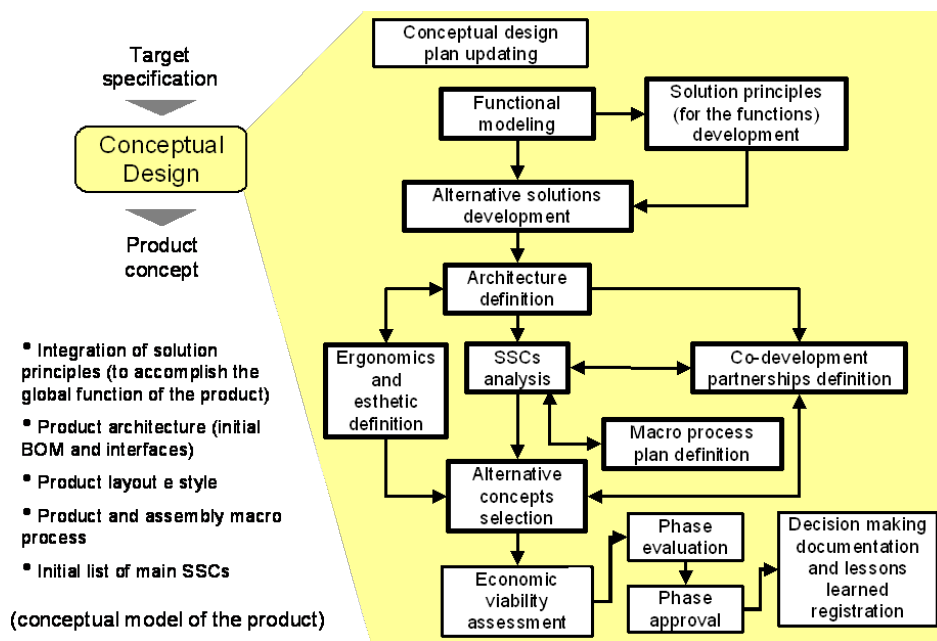 Target
specification
Conceptual
Design
Product
concept
• Integration of solution
principles (to accomplish the
global function of the product)
• Product architecture (initial
BOM and interfaces)
• Product layout e style
• Product and assembly macro
process
• Initial list of main SSCs
(conceptual model of the product)
Conceptual design
plan updating
Functional
modeling
Solution principles
(for the functions)
development
Alternative solutions
development
Architecture
definition
Ergonomics
and
esthetic
definition
SSCs
analysis
Co-development
partnerships definition
Macro process
plan definition
Alternative
concepts
selection
Economic
viability
assessment
Phase
evaluation
Phase
approval
Decision making
documentation
and lessons
learned
registration